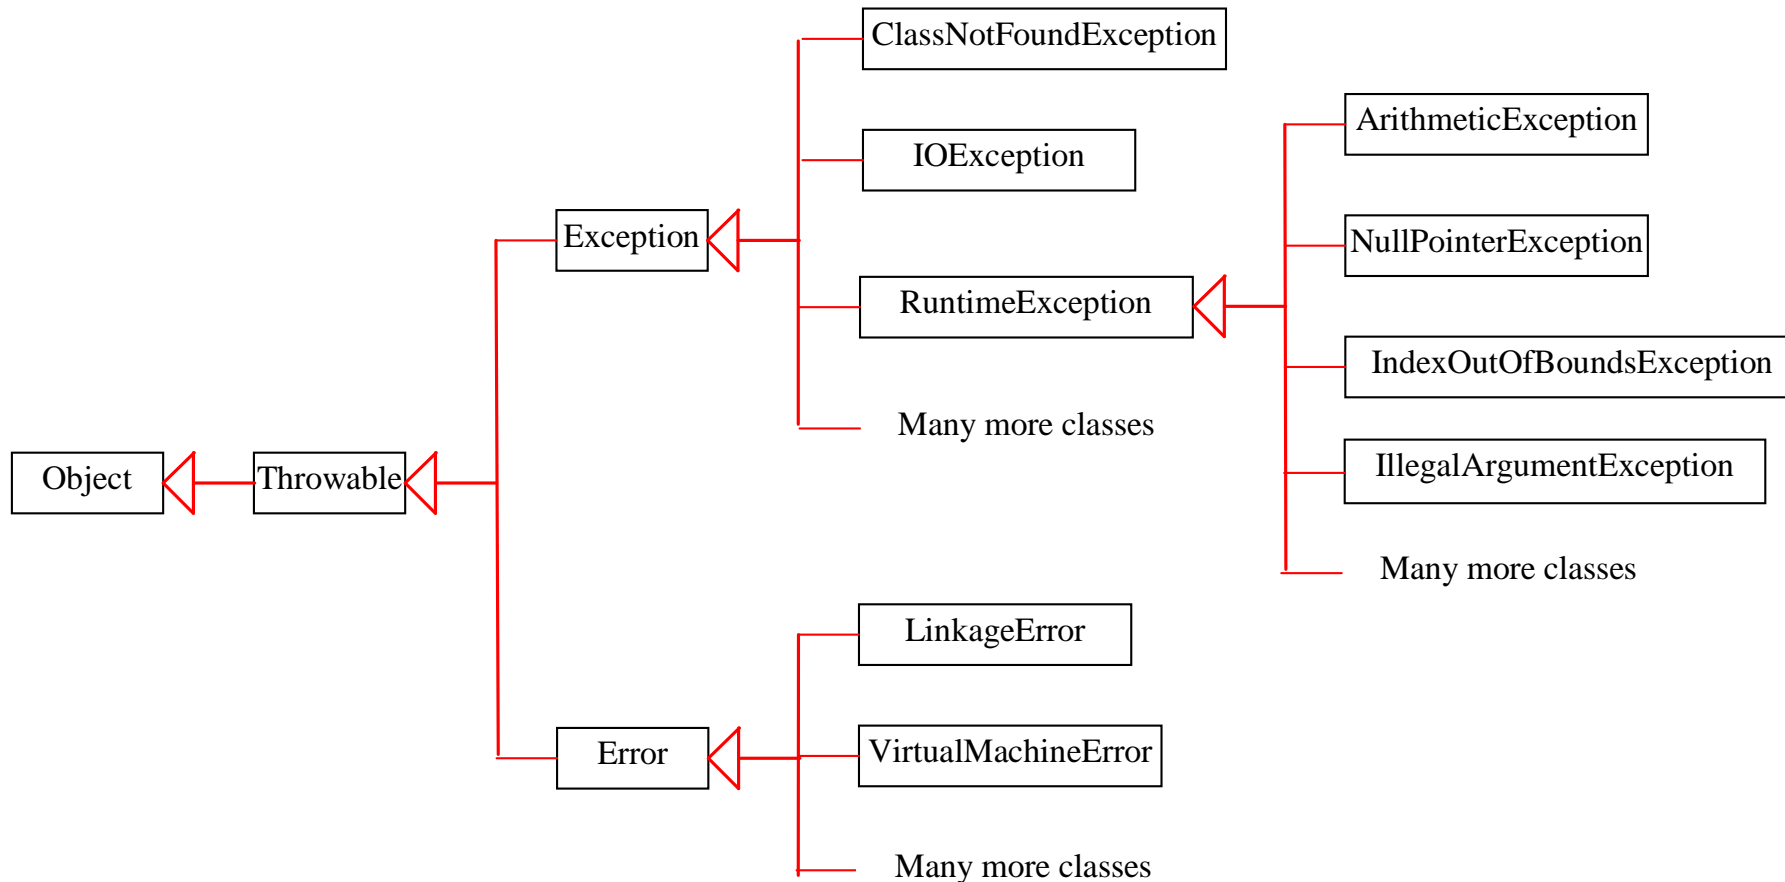 ClassNotFoundException
ArithmeticException
IOException
NullPointerException
Exception
RuntimeException
IndexOutOfBoundsException
Many more classes
IllegalArgumentException
Object
Throwable
Many more classes
LinkageError
Error
VirtualMachineError
Many more classes